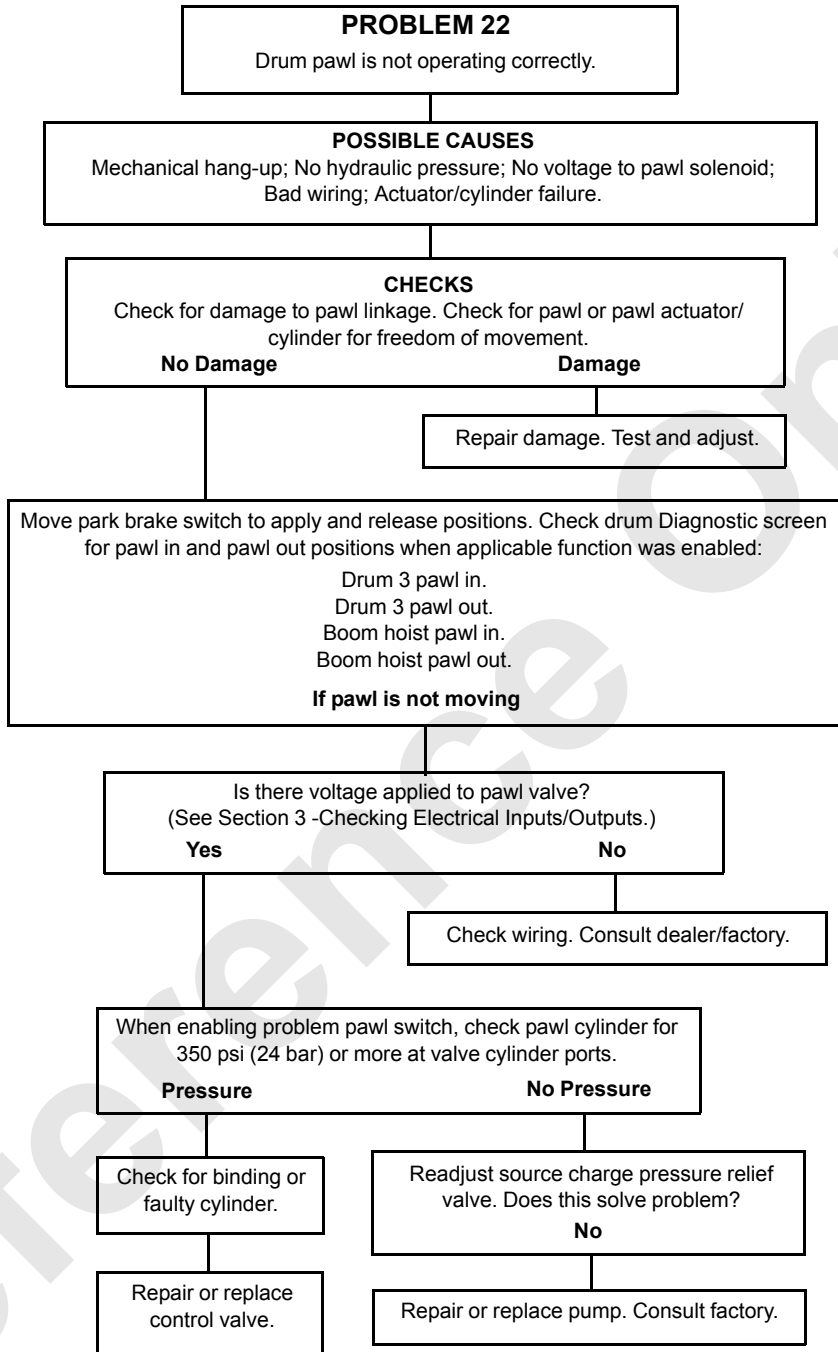 PROBLEM 22
Drum pawl is not operating correctly.
POSSIBLE CAUSES
Mechanical hang-up; No hydraulic pressure; No voltage to pawl solenoid;
Bad wiring; Actuator/cylinder failure.
CHECKS
Check for damage to pawl linkage. Check for pawl or pawl actuator/
cylinder for freedom of movement.
No Damage Damage
Repair damage. Test and adjust.
Move park brake switch to apply and release positions. Check drum Diagnostic screen
for pawl in and pawl out positions when applicable function was enabled:
Drum 3 pawl in.
Drum 3 pawl out.
Boom hoist pawl in.
Boom hoist pawl out.
If pawl is not moving
Is there voltage applied to pawl valve?
(See Section 3 -Checking Electrical Inputs/Outputs.)
Yes No
Check wiring. Consult dealer/factory.
When enabling problem pawl switch, check pawl cylinder for
350 psi (24 bar) or more at valve cylinder ports.
Pressure No Pressure
Check for binding or
faulty cylinder.
Readjust source charge pressure relief
valve. Does this solve problem?
No
Repair or replace
control valve.
Repair or replace pump. Consult factory.